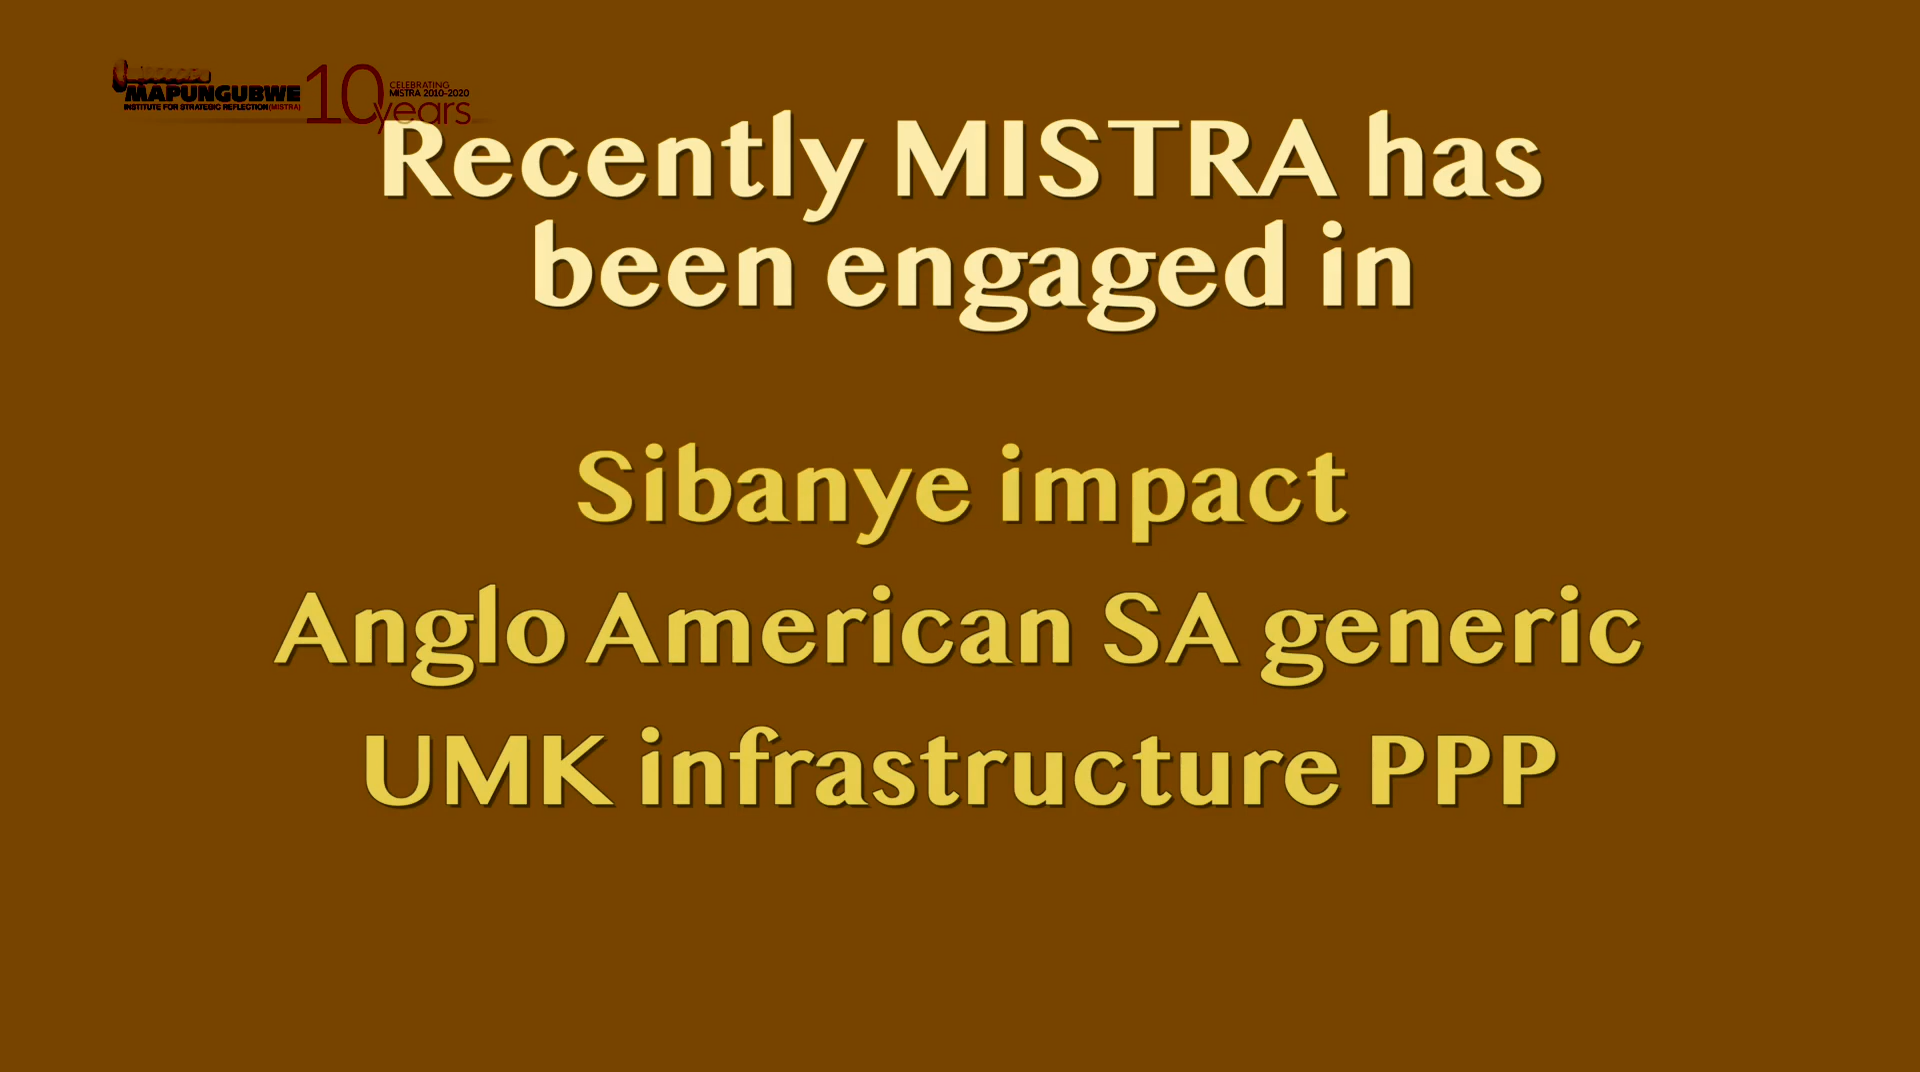 MAPUNGUBWE
INSTITUTE FOR STRATEGIC REFLECTION (MISTRA)
10 years
CELEBRATING
MISTRA 2010-2020
Recently MISTRA has
been engaged in
Sibanye impact
Anglo American SA generic
UMK infrastructure PPP